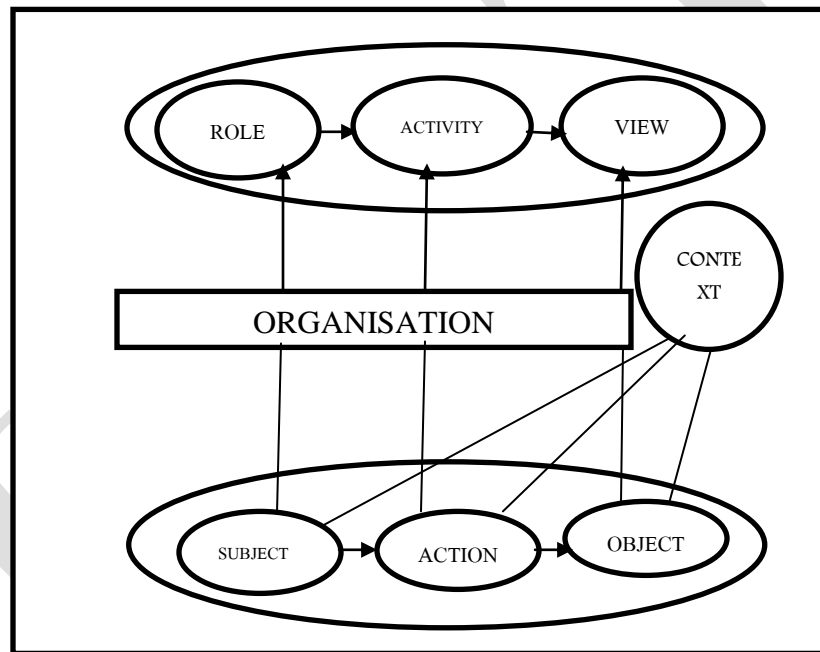 ROLE
ACTIVITY
VIEW
CONTE
XT
ORGANISATION
SUBJECT
ACTION
OBJECT